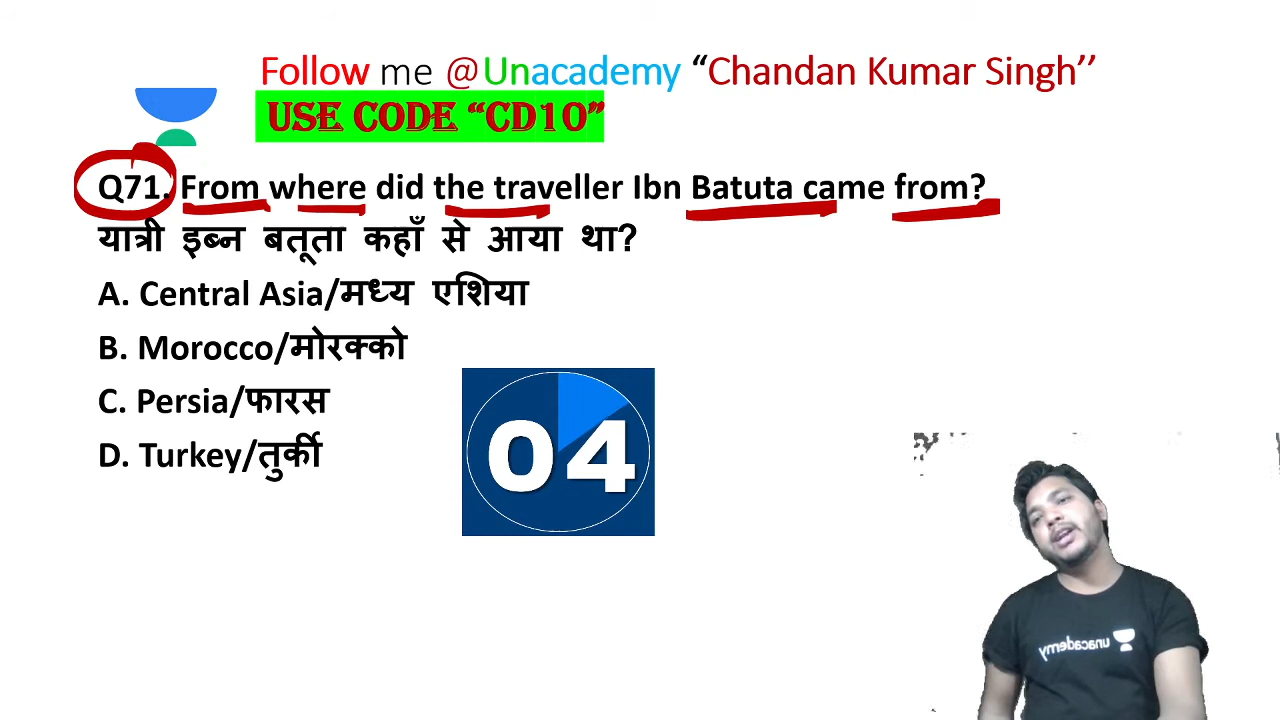 Follow me @Unacademy “Chandan Kumar Singh’’
USE CODE “CD10”
Q71. From where did the traveller Ibn Batuta came from?
यात्री इब्न बतूता कहाँ से आया था?
A. Central Asia/मध्य एशिया
B. Morocco/मोरक्को
C. Persia/फारस
D. Turkey/तुर्की
04
unacademy